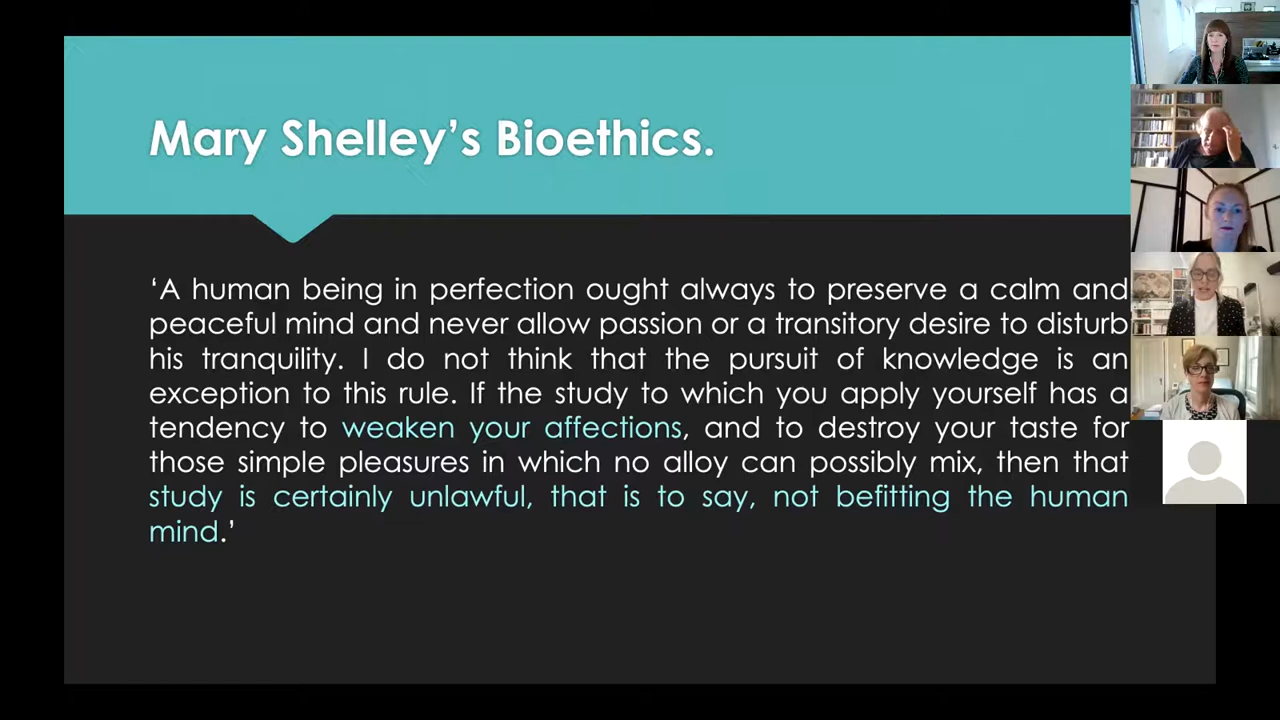 Mary Shelley’s Bioethics.
‘A human being in perfection ought always to preserve a calm and
peaceful mind and never allow passion or a transitory desire to disturb
his tranquility. I do not think that the pursuit of knowledge is an
exception to this rule. If the study to which you apply yourself has a
tendency to weaken your affections, and to destroy your taste for
those simple pleasures in which no alloy can possibly mix, then that
study is certainly unlawful, that is to say, not befitting the human
mind.’